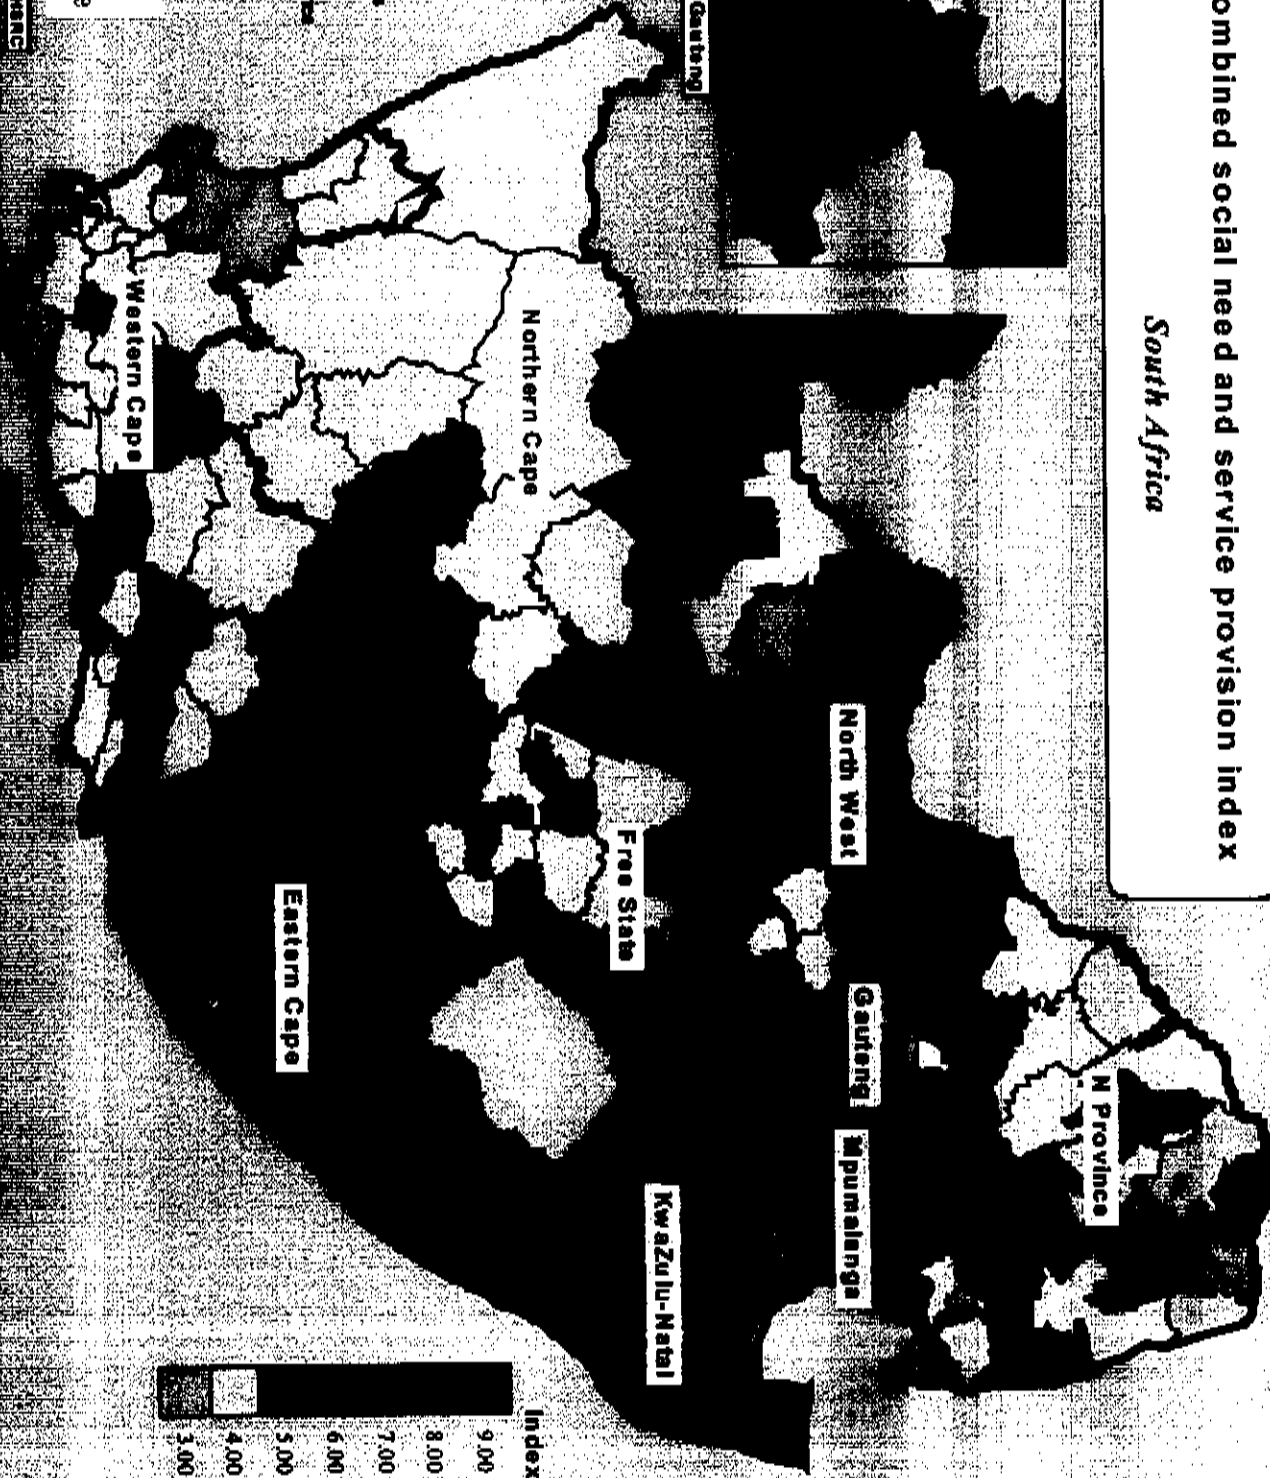 ombined social need and service provision index
South Africa
Gauteng
N Province
North West
Gauteng
Mpumalanga
Northern Cape
Free State
KwaZulu-Natal
Western Cape
Eastern Cape
Index
9.00
8.00
7.00
6.00
5.00
4.00
3.00
HSRC